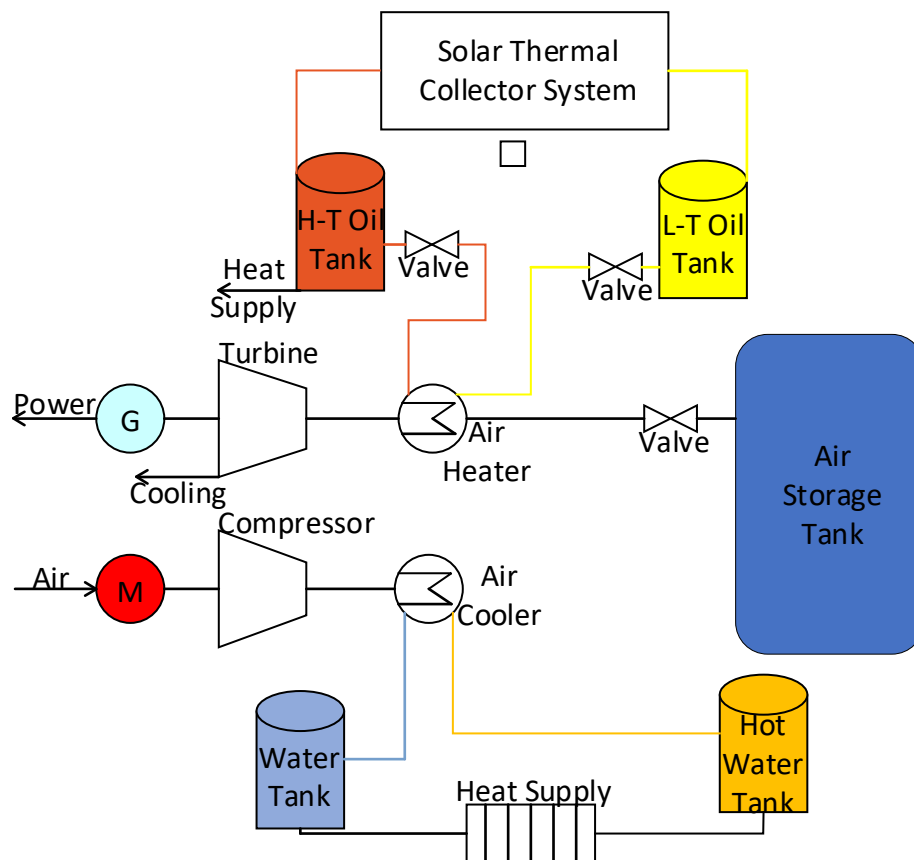 Solar Thermal
Collector System
H-T Oil
Tank
L-T Oil
Tank
Valve
Valve
Heat
Supply
Turbine
Power
G
Air
Heater
Valve
Air
Storage
Tank
Cooling
Compressor
Air
M
Air
Cooler
Water
Tank
Hot
Water
Tank
Heat Supply